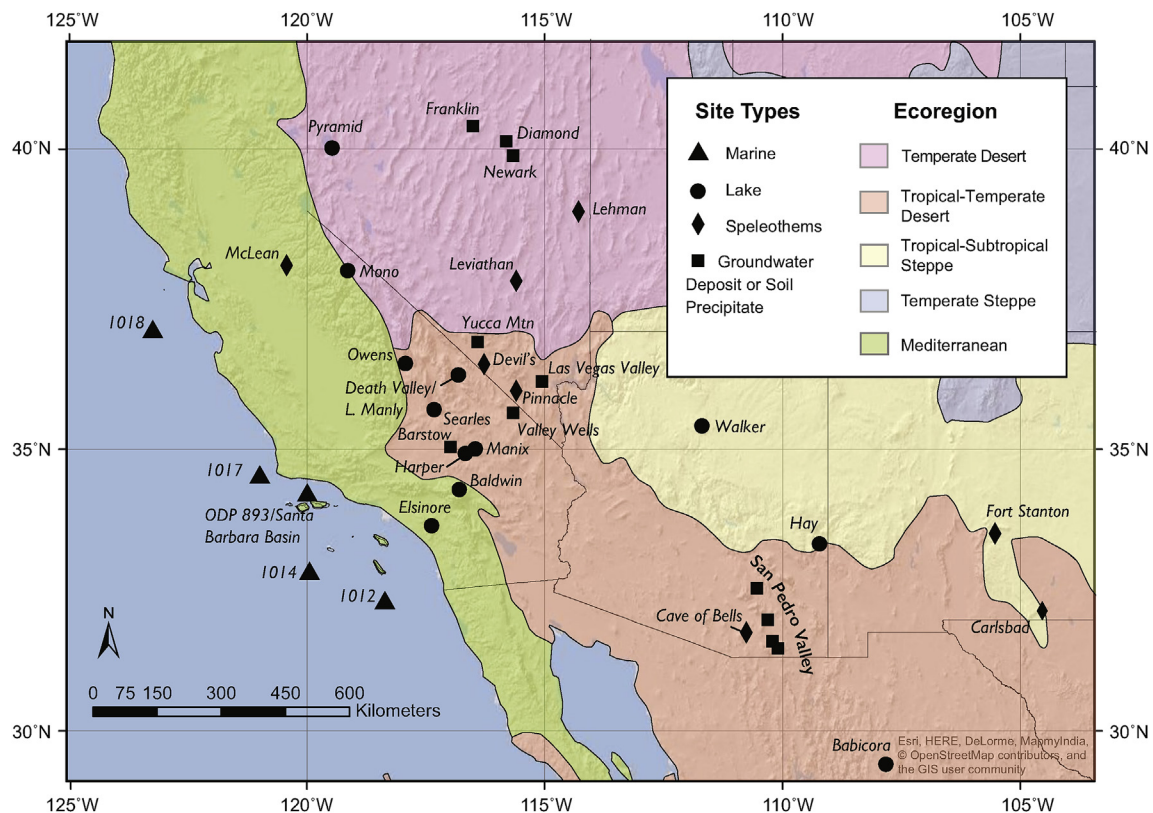 125°W 120°W 115°W 110°W 105°W
40°N
40°N
35°N
35°N
30°N
30°N
125°W 120°W 115°W 110°W 105°W
Site Types
Marine
Lake
Speleothems
Groundwater
Deposit or Soil
Precipitate
Ecoregion
Temperate Desert
Tropical-Temperate
Desert
Tropical-Subtropical
Steppe
Temperate Steppe
Mediterranean
Franklin
Pyramid
Diamond
Newark
Lehman
McLean
Mono
Leviathan
1018
Yucca Mtn
Owens
Devil's
Las Vegas Valley
Death Valley/
L. Manly
Pinnacle
Searles
Valley Wells
Barstow
Manix
Harper
Walker
1017
Baldwin
Elsinore
ODP 893/Santa
Barbara Basin
Hay
Fort Stanton
1014
1012
San Pedro Valley
Cave of Bells
Carlsbad
N
0 75 150 300 450 600
Kilometers
Babicora
Esri, HERE, DeLorme, MapmyIndia,
© OpenStreetMap contributors, and
the GIS user community